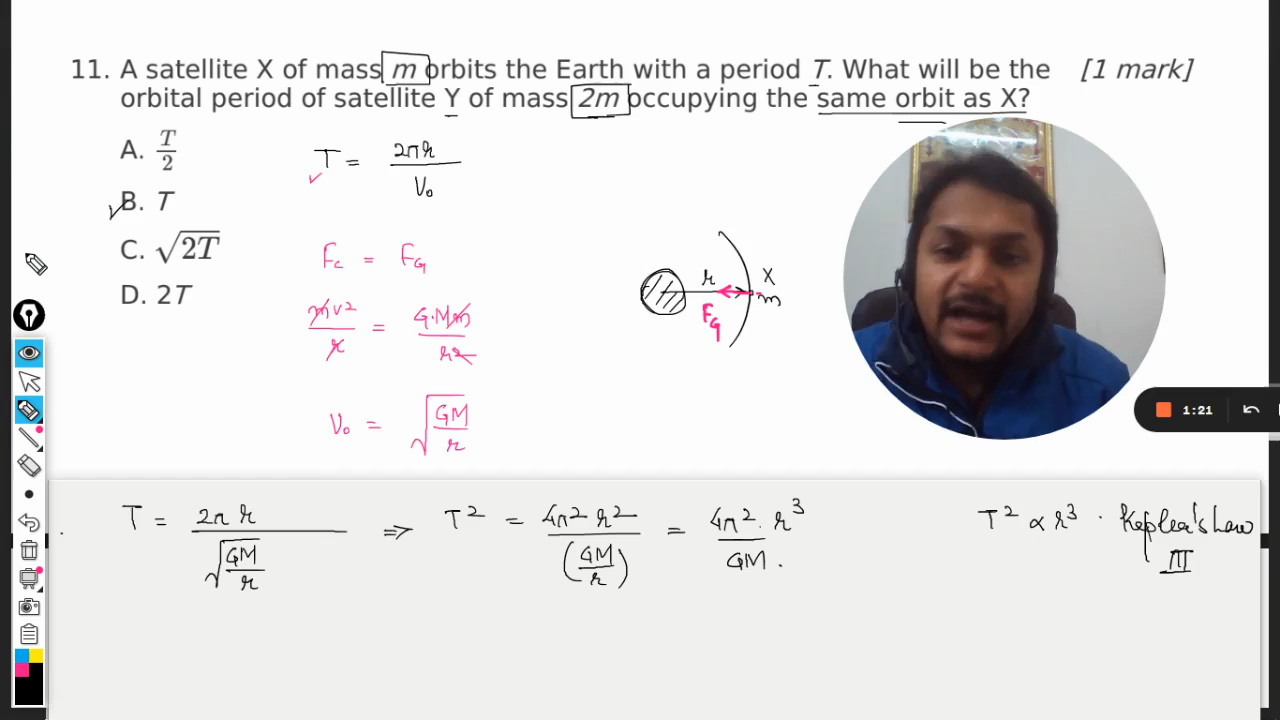 11. A satellite X of mass m orbits the Earth with a period T. What will be the [1 mark]
orbital period of satellite Y of mass 2m occupying the same orbit as X?
A. T/2
B. T
C. √2T
D. 2T
T = 2πr/V₀
F_c = F_G
mv²/r = G.Mm/r²
V₀ = √(GM/r)
r
X
m
F_G
1:21
T = 2πr/√(GM/r) ⇒ T² = 4π²r²/(GM/r) = 4π².r³/GM. T² ∝ r³ . Kepler's Law
III